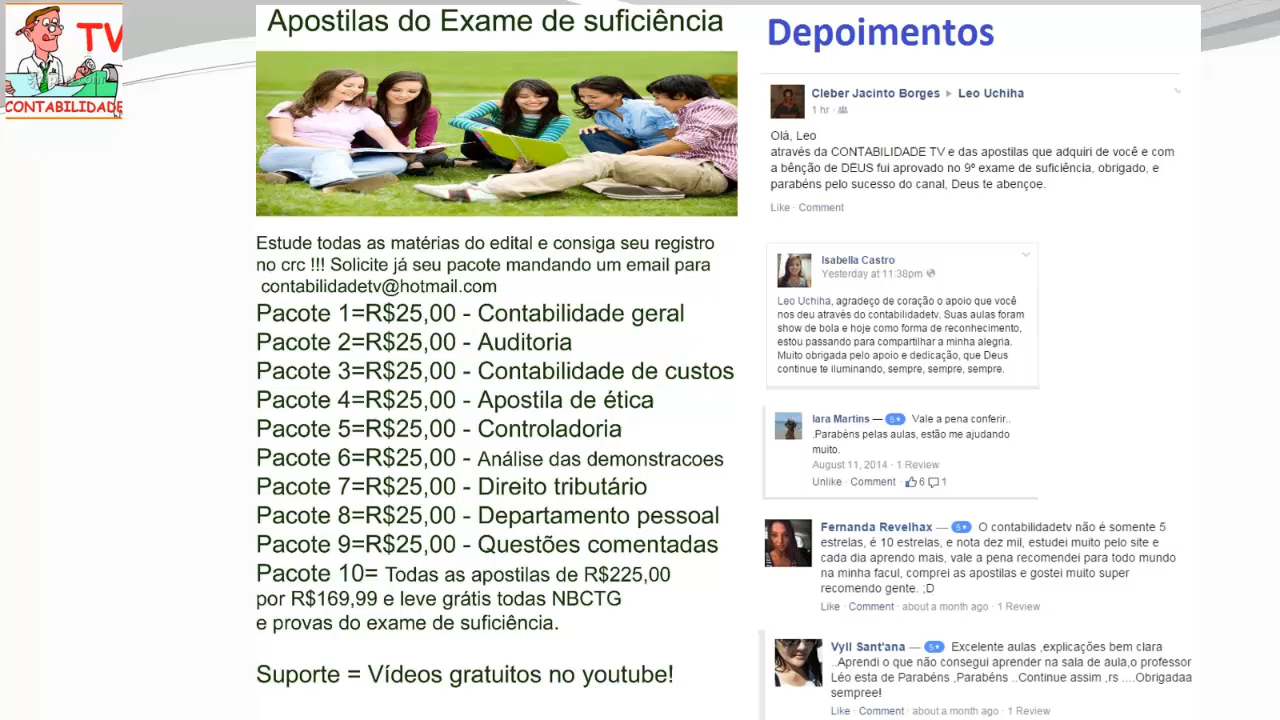 TV
CONTABILIDADE
Apostilas do Exame de suficiência
Estude todas as matérias do edital e consiga seu registro
no crc !!! Solicite já seu pacote mandando um email para
contabilidadetv@hotmail.com
Pacote 1=R$25,00 - Contabilidade geral
Pacote 2=R$25,00 - Auditoria
Pacote 3=R$25,00 - Contabilidade de custos
Pacote 4=R$25,00 - Apostila de ética
Pacote 5=R$25,00 - Controladoria
Pacote 6=R$25,00 - Análise das demonstracoes
Pacote 7=R$25,00 - Direito tributário
Pacote 8=R$25,00 - Departamento pessoal
Pacote 9=R$25,00 - Questões comentadas
Pacote 10= Todas as apostilas de R$225,00
por R$169,99 e leve grátis todas NBCTG
e provas do exame de suficiência.
Suporte = Vídeos gratuitos no youtube!
Depoimentos
Cleber Jacinto Borges Leo Uchiha
1 hr ·
Olá, Leo
através da CONTABILIDADE TV e das apostilas que adquiri de você e com
a bênção de DEUS fui aprovado no 9º exame de suficiência, obrigado, e
parabéns pelo sucesso do canal, Deus te abençoe.
Like · Comment
Isabella Castro
Yesterday at 11:38pm
Leo Uchiha, agradeço de coração o apoio que você
nos deu através do contabilidadetv. Suas aulas foram
show de bola e hoje como forma de reconhecimento,
estou passando para compartilhar a minha alegria.
Muito obrigada pelo apoio e dedicação, que Deus
continue te iluminando, sempre, sempre, sempre.
Iara Martins — 5★ Vale a pena conferir..
.Parabéns pelas aulas, estão me ajudando
muito.
August 11, 2014 · 1 Review
Unlike · Comment 6 1
Fernanda Revelhax — 5★ O contabilidadetv não é somente 5
estrelas, é 10 estrelas, e nota dez mil, estudei muito pelo site e
cada dia aprendo mais, vale a pena recomendei para todo mundo
na minha facul, comprei as apostilas e gostei muito super
recomendo gente. ;D
Like · Comment · about a month ago · 1 Review
Vyll Sant'ana — 5★ Excelente aulas ,explicações bem clara
..Aprendi o que não consegui aprender na sala de aula,o professor
Léo esta de Parabéns ,Parabéns ..Continue assim ,rs ....Obrigadaa
sempree!
Like · Comment · about a month ago · 1 Review